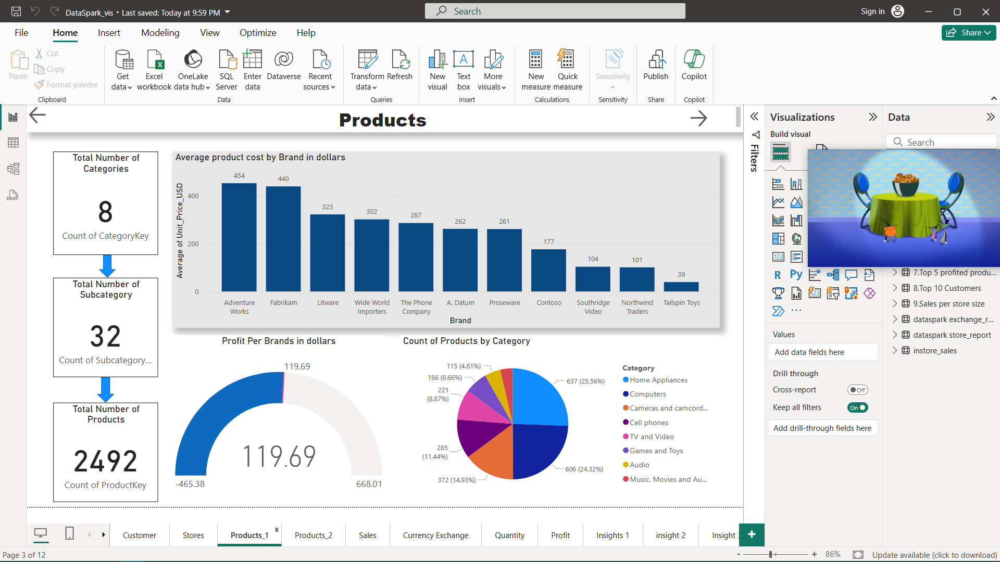 DataSpark_vis • Last saved: Today at 9:59 PM
Search
Sign in
File Home Insert Modeling View Optimize Help
Share
Paste
Cut
Copy
Format painter
Clipboard
Get data
Excel workbook
OneLake data hub
SQL Server
Enter data
Dataverse
Recent sources
Data
Transform data
Refresh
Queries
New visual
Text box
More visuals
Insert
New measure
Quick measure
Calculations
Sensitivity
Sensitivity
Publish
Share
Copilot
Copilot
Products
Total Number of
Categories
8
Count of CategoryKey
Total Number of
Subcategory
32
Count of Subcategory...
Total Number of
Products
2492
Count of ProductKey
Average product cost by Brand in dollars
Average of Unit_Price_USD
400
200
0
454
440
323
302
287
262
261
177
104
101
39
Adventure Works
Fabrikam
Litware
Wide World Importers
The Phone Company
A. Datum
Proseware
Contoso
Southridge Video
Northwind Traders
Tailspin Toys
Brand
Profit Per Brands in dollars
119.69
119.69
-465.38
668.01
Count of Products by Category
115 (4.61%)
166 (6.66%)
221
(8.87%)
285
(11.44%)
372 (14.93%)
637 (25.56%)
606 (24.32%)
Category
Home Appliances
Computers
Cameras and camcord...
Cell phones
TV and Video
Games and Toys
Audio
Music, Movies and Au...
Filters
Visualizations
Build visual
123
R
Py
123
Values
Add data fields here
Drill through
Cross-report
Off
Keep all filters
On
Add drill-through fields here
Data
Search
7.Top 5 profited produ...
8.Top 10 Customers
9.Sales per store size
dataspark exchange_r...
dataspark store_report
instore_sales
DAX
Customer
Stores
Products_1
x
Products_2
Sales
Currency Exchange
Quantity
Profit
Insights 1
insight 2
Insight
+
Page 3 of 12
- + 86%
Update available (click to download)